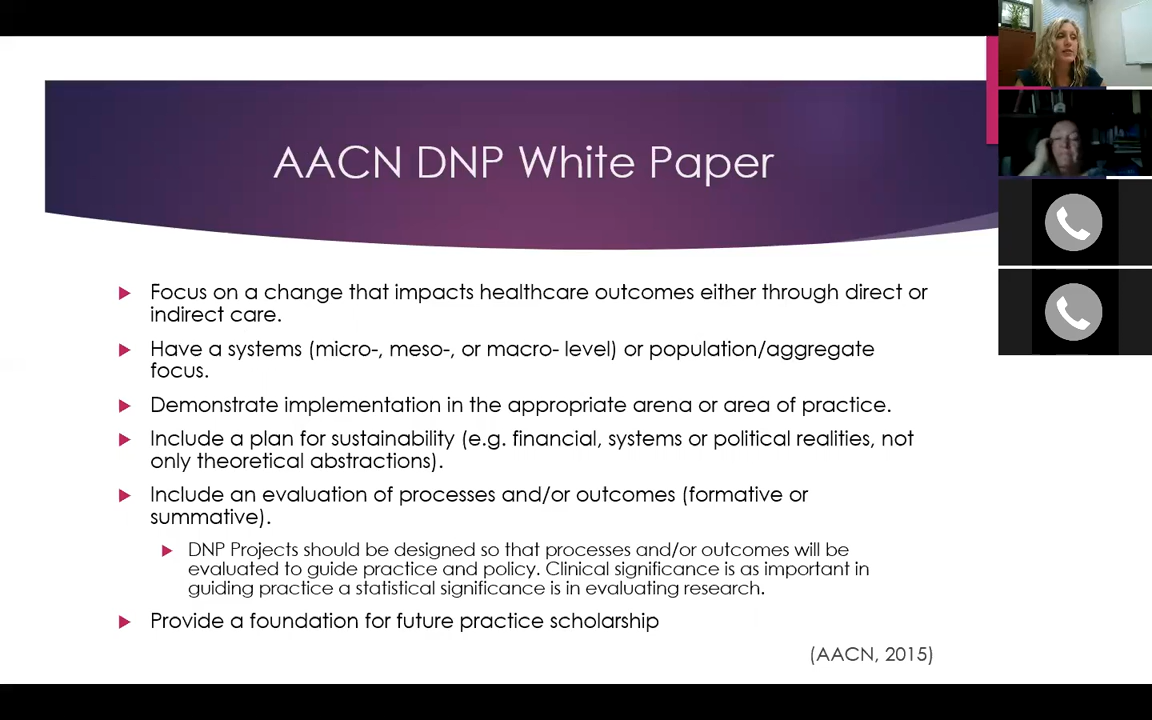 AACN DNP White Paper
Focus on a change that impacts healthcare outcomes either through direct or
indirect care.
Have a systems (micro-, meso-, or macro- level) or population/aggregate
focus.
Demonstrate implementation in the appropriate arena or area of practice.
Include a plan for sustainability (e.g. financial, systems or political realities, not
only theoretical abstractions).
Include an evaluation of processes and/or outcomes (formative or
summative).
DNP Projects should be designed so that processes and/or outcomes will be
evaluated to guide practice and policy. Clinical significance is as important in
guiding practice a statistical significance is in evaluating research.
Provide a foundation for future practice scholarship
(AACN, 2015)